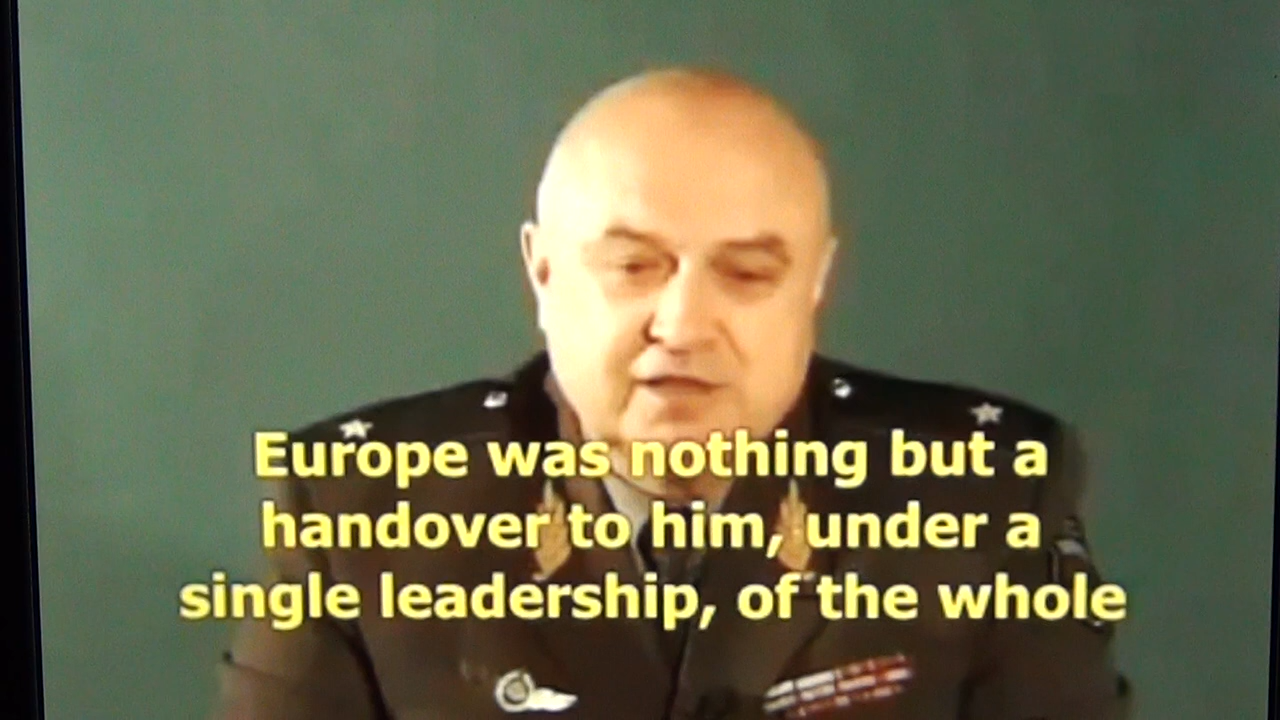 Europe was nothing but a
handover to him, under a
single leadership, of the whole